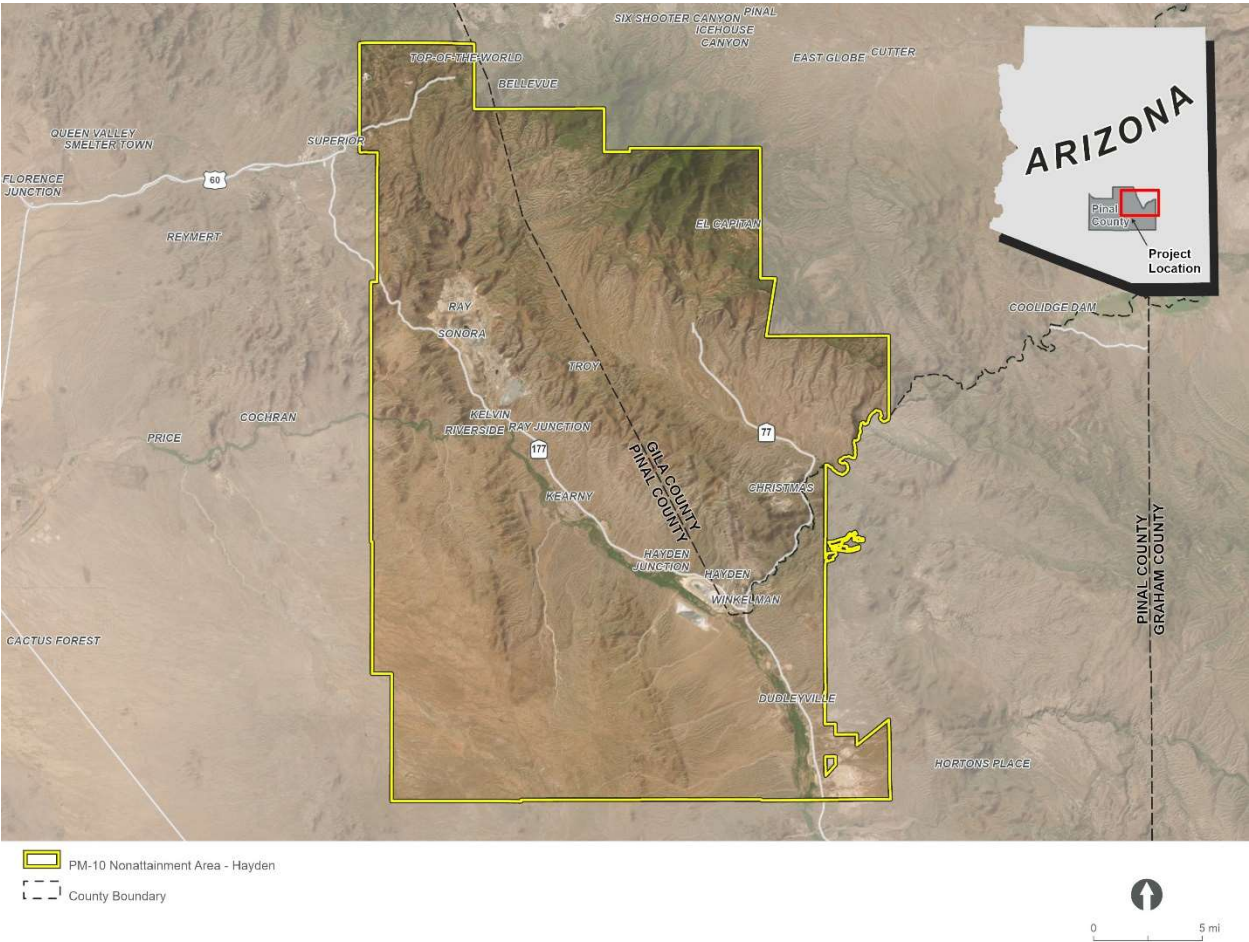 SIX SHOOTER CANYON
PINAL
ICEHOUSE
CANYON
EAST GLOBE
CUTTER
TOP-OF-THE-WORLD
BELLEVUE
QUEEN VALLEY
SMELTER TOWN
SUPERIOR
FLORENCE
JUNCTION
60
REYMERT
EL CAPITAN
ARIZONA
Pinal
County
Project
Location
COOLIDGE DAM
RAY
SONORA
TROY
COCHRAN
PRICE
KELVIN
RIVERSIDE
RAY JUNCTION
177
77
GILA COUNTY
PINAL COUNTY
CHRISTMAS
KEARNY
HAYDEN
JUNCTION
HAYDEN
WINKELMAN
PINAL COUNTY
GRAHAM COUNTY
CACTUS FOREST
DUDLEYVILLE
HORTONS PLACE
PM-10 Nonattainment Area - Hayden
County Boundary
0 5 mi